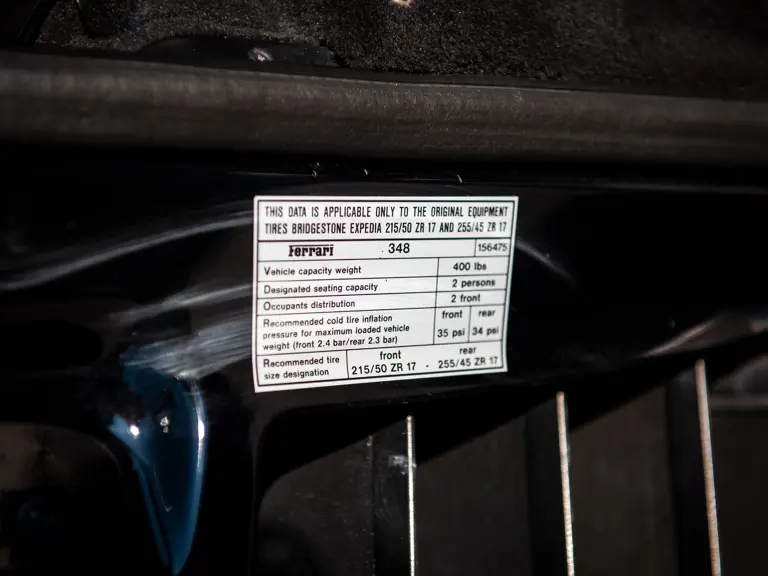 THIS DATA IS APPLICABLE ONLY TO THE ORIGINAL EQUIPMENT
TIRES BRIDGESTONE EXPEDIA 215/50 ZR 17 AND 255/45 ZR 17
Ferrari 348 156475
Vehicle capacity weight 400 lbs
Designated seating capacity 2 persons
Occupants distribution 2 front
Recommended cold tire inflation front rear
pressure for maximum loaded vehicle 35 psi 34 psi
weight (front 2.4 bar/rear 2.3 bar)
Recommended tire front rear
size designation 215/50 ZR 17 - 255/45 ZR 17